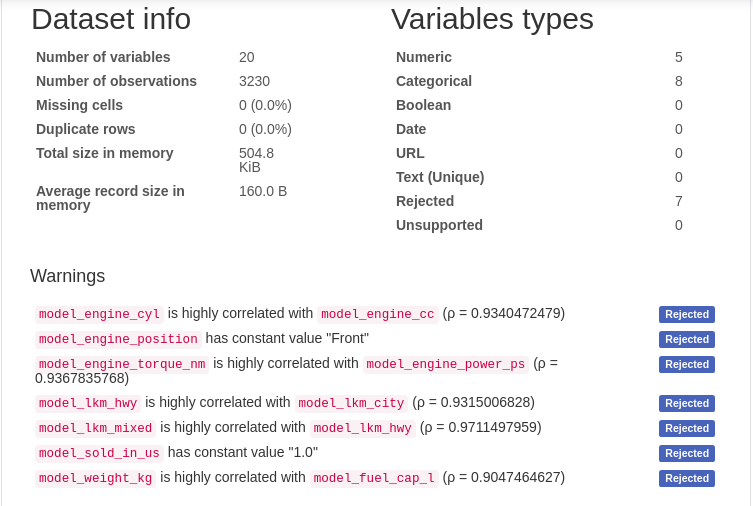 Dataset info
Number of variables 20
Number of observations 3230
Missing cells 0 (0.0%)
Duplicate rows 0 (0.0%)
Total size in memory 504.8
KiB
Average record size in 160.0 B
memory
Variables types
Numeric 5
Categorical 8
Boolean 0
Date 0
URL 0
Text (Unique) 0
Rejected 7
Unsupported 0
Warnings
model_engine_cyl is highly correlated with model_engine_cc (ρ = 0.9340472479) Rejected
model_engine_position has constant value "Front" Rejected
model_engine_torque_nm is highly correlated with model_engine_power_ps (ρ = Rejected
0.9367835768)
model_lkm_hwy is highly correlated with model_lkm_city (ρ = 0.9315006828) Rejected
model_lkm_mixed is highly correlated with model_lkm_hwy (ρ = 0.9711497959) Rejected
model_sold_in_us has constant value "1.0" Rejected
model_weight_kg is highly correlated with model_fuel_cap_l (ρ = 0.9047464627) Rejected